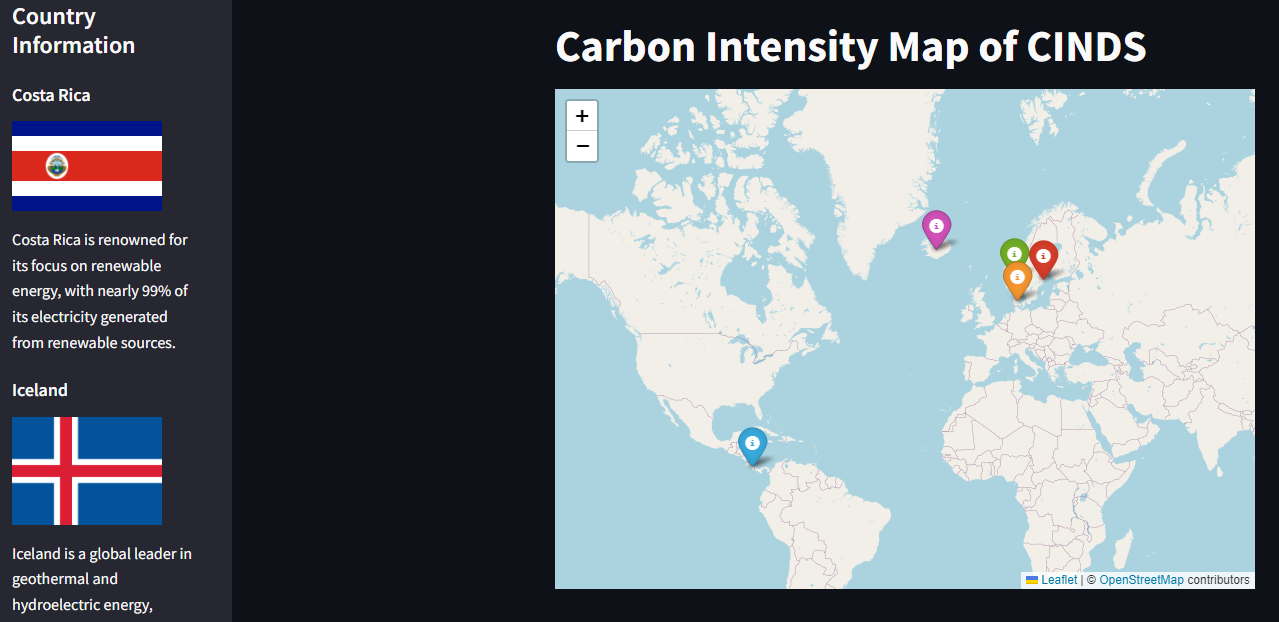 Country
Information
Costa Rica
Costa Rica is renowned for
its focus on renewable
energy, with nearly 99% of
its electricity generated
from renewable sources.
Iceland
Iceland is a global leader in
geothermal and
hydroelectric energy,
Carbon Intensity Map of CINDS
+
−
i
i
i
i
i
Leaflet | © OpenStreetMap contributors